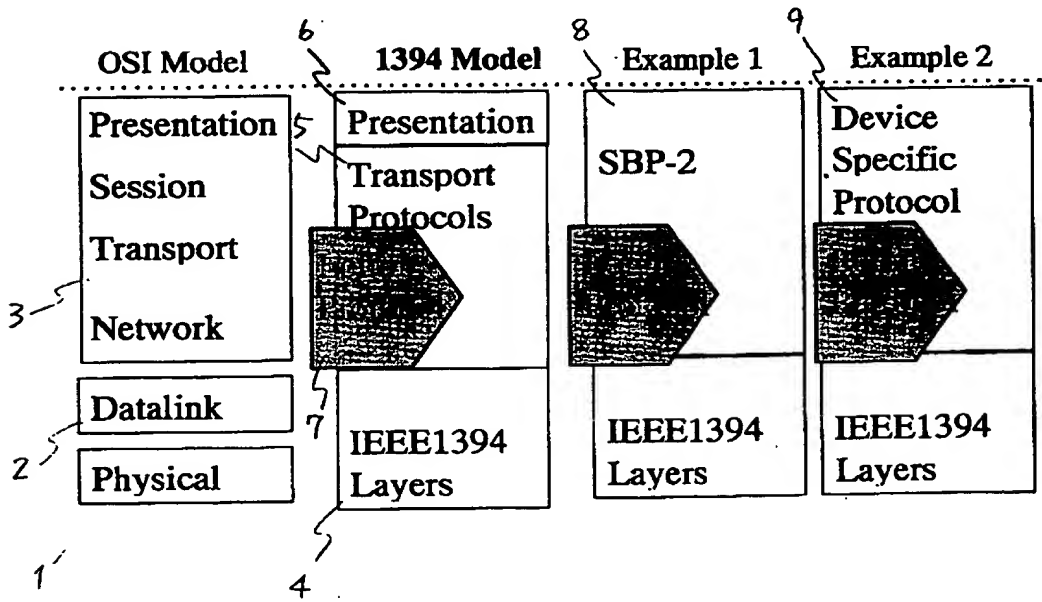 6
8
9
OSI Model
1394 Model
Example 1
Example 2
Presentation
Session
Transport
Network
3
Datalink
2
Physical
1
5
Presentation
Transport
Protocols
7
IEEE1394
Layers
4
SBP-2
IEEE1394
Layers
Device
Specific
Protocol
IEEE1394
Layers